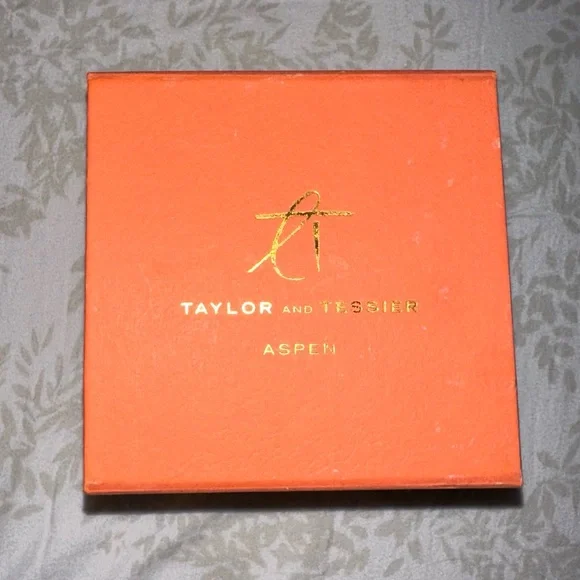 TAYLOR AND TESSIER
ASPEN